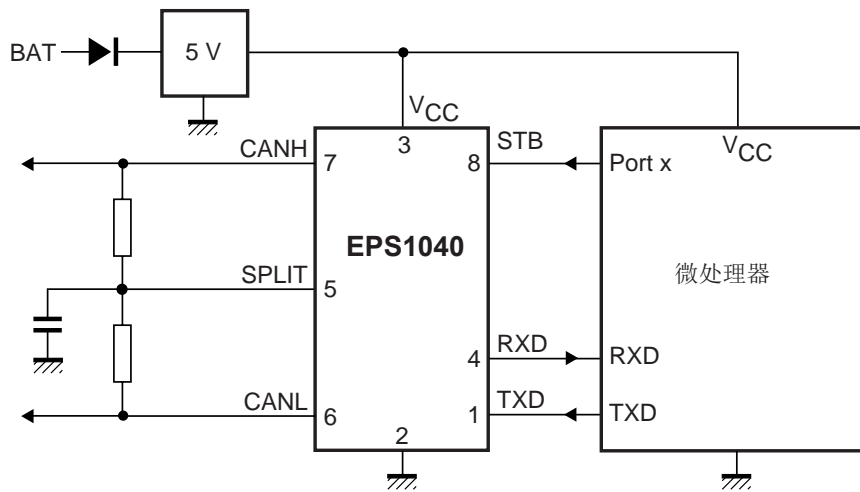 BAT
5 V
VCC
CANH
7
3
8
STB
Port x
VCC
EPS1040
SPLIT
5
微处理器
4
RXD
RXD
CANL
6
2
1
TXD
TXD